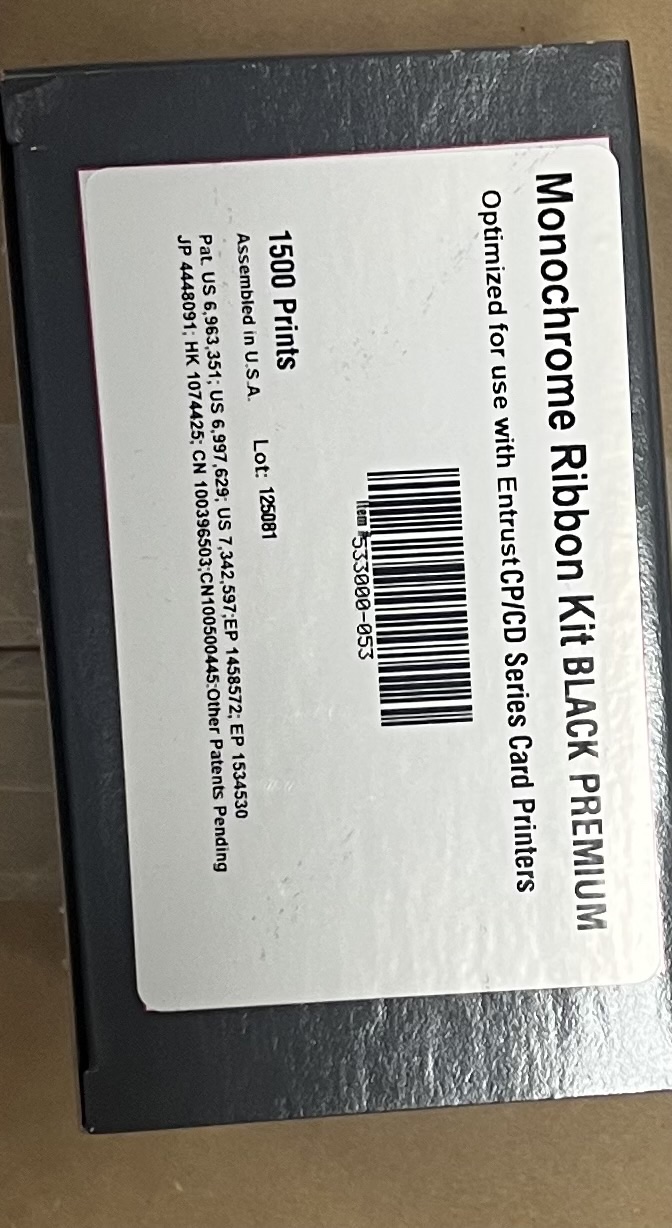 Monochrome Ribbon Kit BLACK PREMIUM
Optimized for use with Entrust CP/CD Series Card Printers
Item #533000-053
1500 Prints
Assembled in U.S.A. Lot: 125081
Pat. US 6,963,351; US 6,997,629; US 7,342,597;EP 1458572; EP 1534530
JP 4448091; HK 1074425; CN 100396503;CN100500445;Other Patents Pending